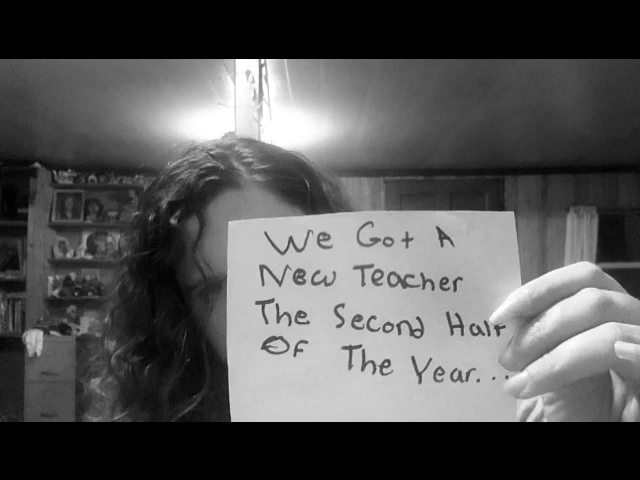 We Got A
New Teacher
The Second Half
Of The Year...